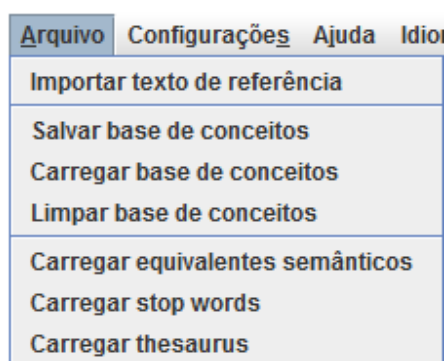 Arquivo Configurações Ajuda
Importar texto de referência
Salvar base de conceitos
Carregar base de conceitos
Limpar base de conceitos
Carregar equivalentes semânticos
Carregar stop words
Carregar thesaurus